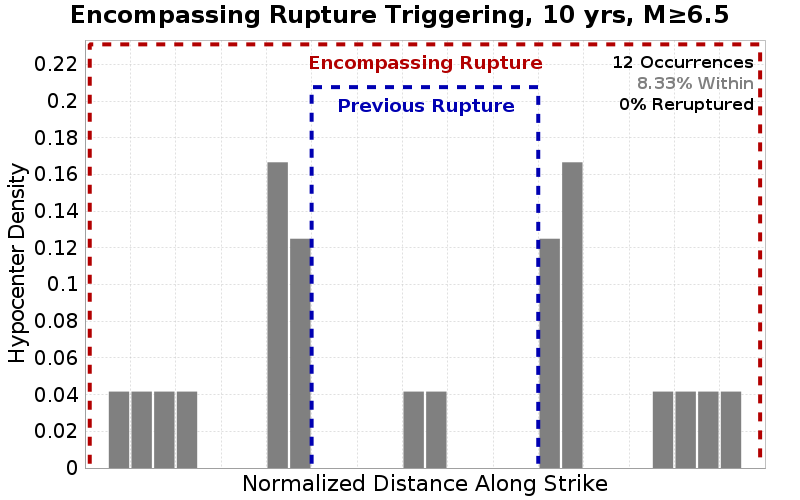 Encompassing Rupture Triggering, 10 yrs, M≥6.5
Encompassing Rupture
Previous Rupture
12 Occurrences
8.33% Within
0% Reruptured
Hypocenter Density
0.22
0.2
0.18
0.16
0.14
0.12
0.1
0.08
0.06
0.04
0.02
0
Normalized Distance Along Strike